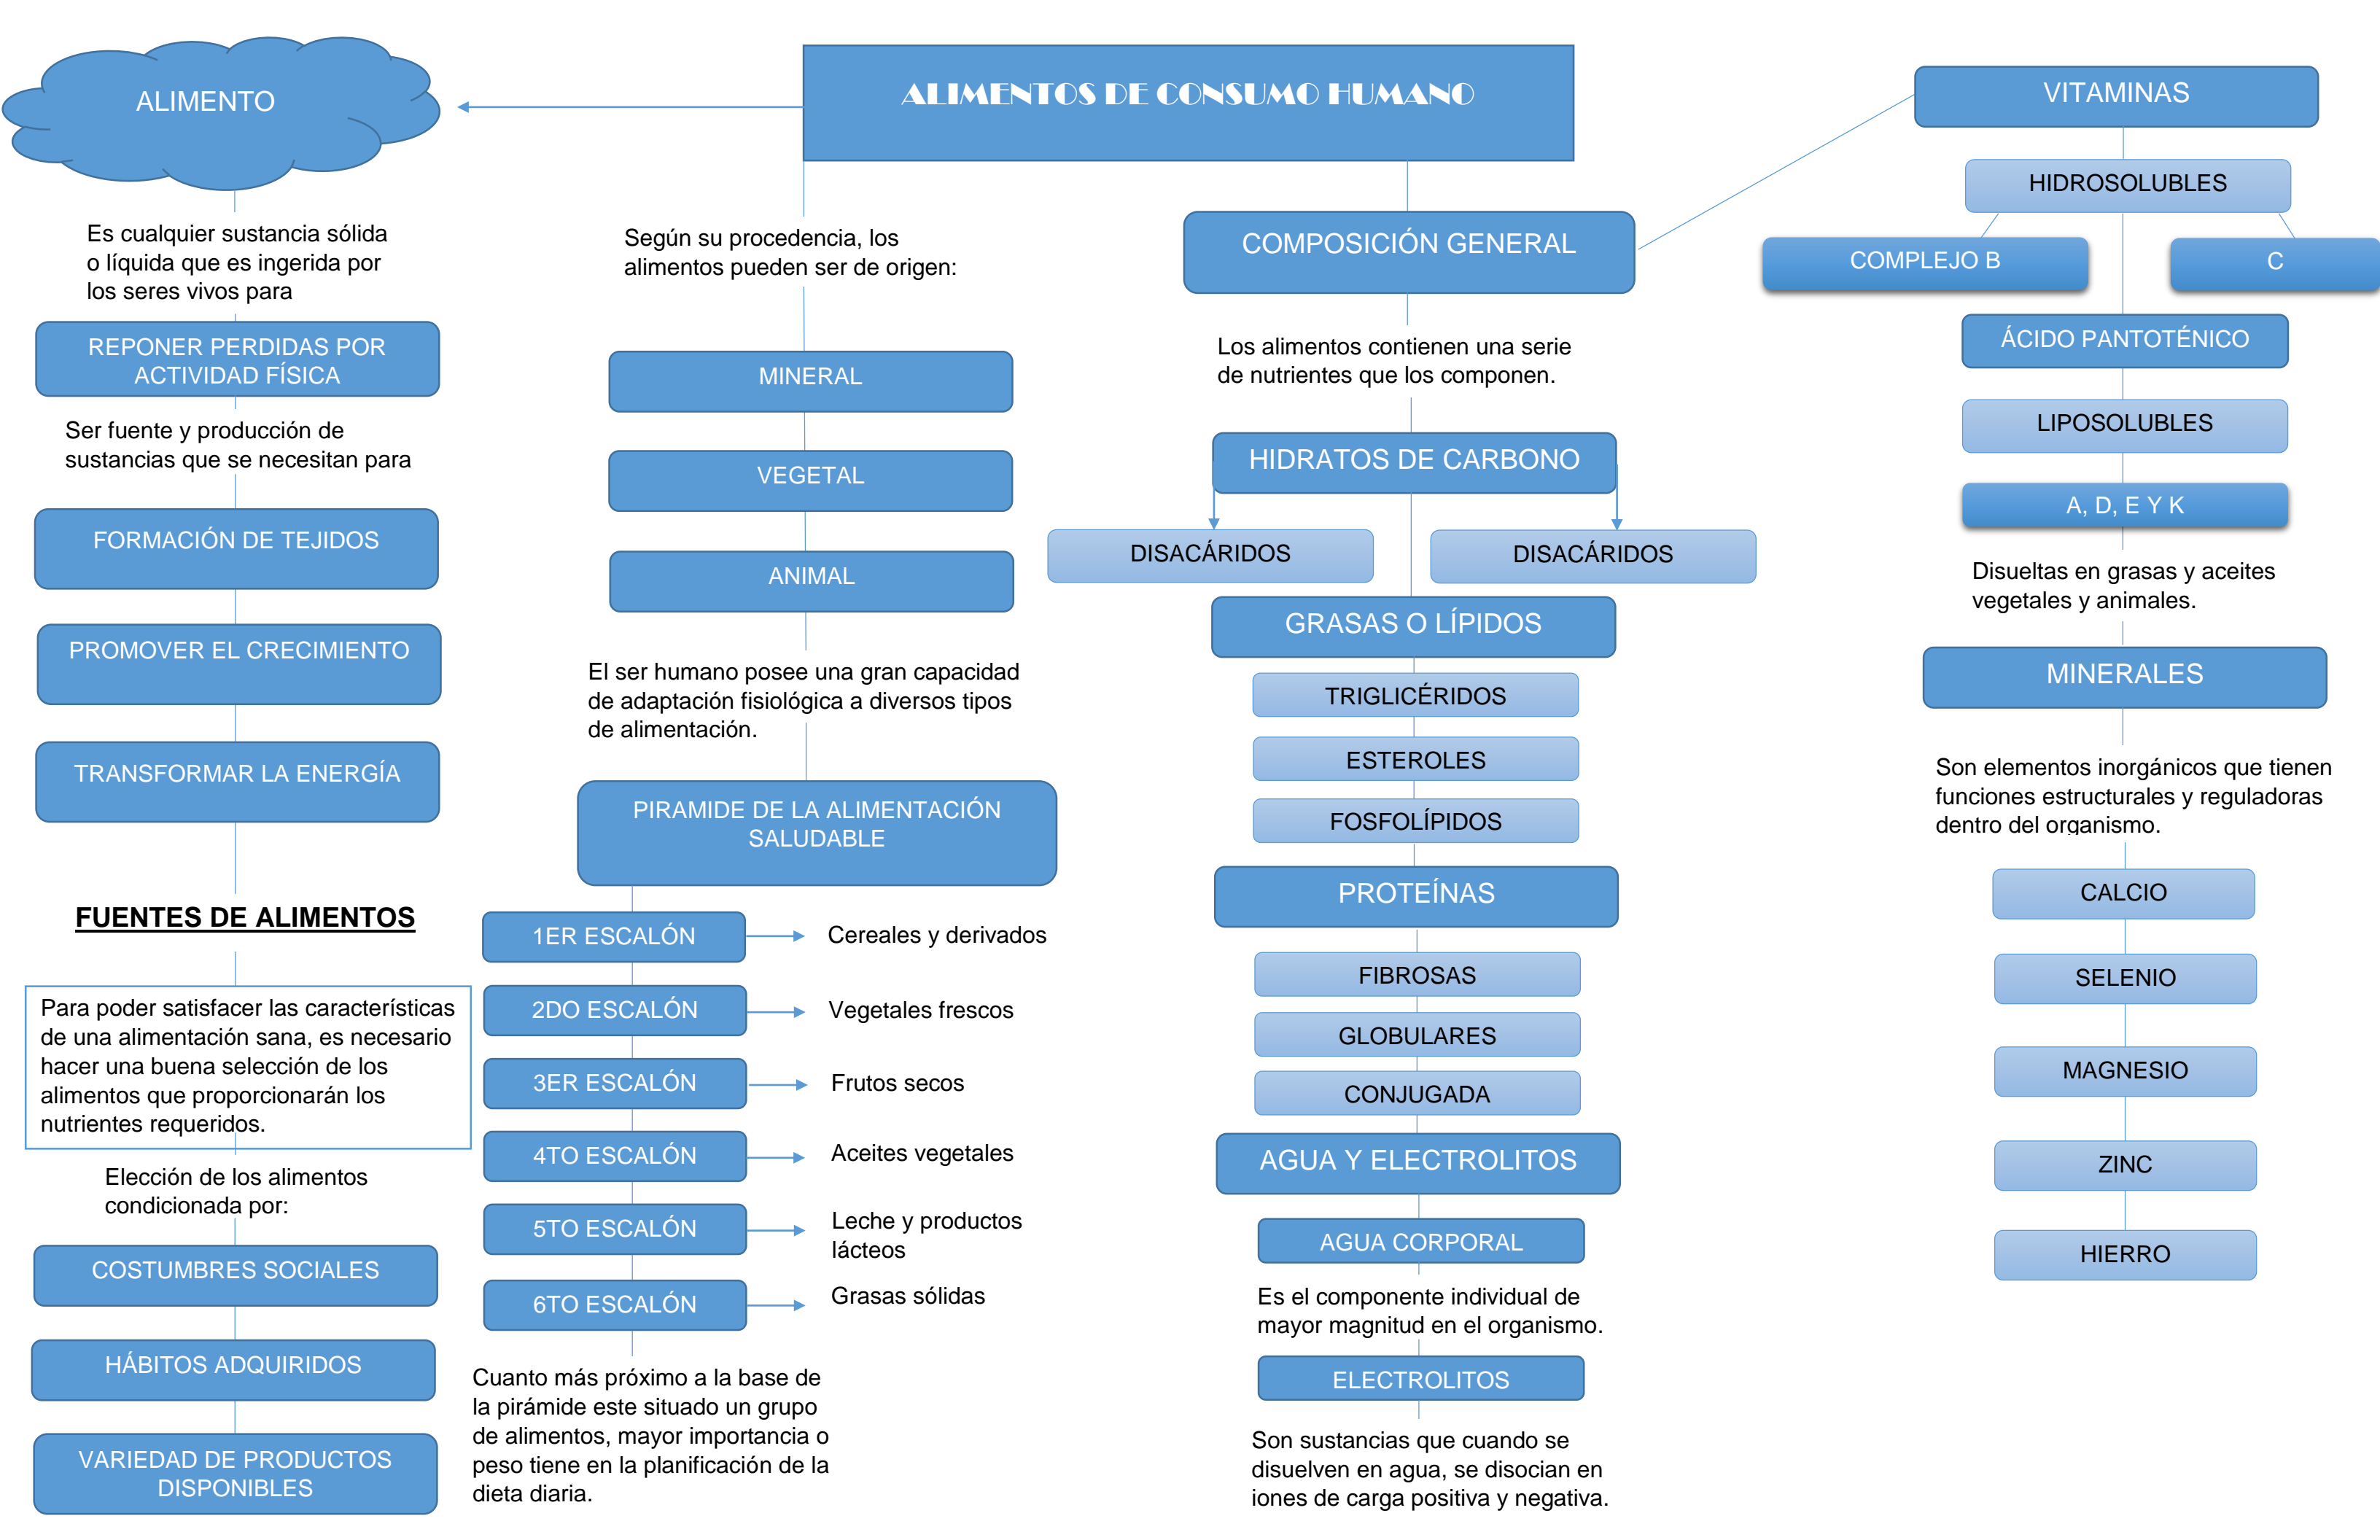 ALIMENTOS DE CONSUMO HUMANO
ALIMENTO
Es cualquier sustancia sólida
o líquida que es ingerida por
los seres vivos para
REPONER PERDIDAS POR
ACTIVIDAD FÍSICA
Ser fuente y producción de
sustancias que se necesitan para
FORMACIÓN DE TEJIDOS
PROMOVER EL CRECIMIENTO
TRANSFORMAR LA ENERGÍA
FUENTES DE ALIMENTOS
Para poder satisfacer las características
de una alimentación sana, es necesario
hacer una buena selección de los
alimentos que proporcionarán los
nutrientes requeridos.
Elección de los alimentos
condicionada por:
COSTUMBRES SOCIALES
HÁBITOS ADQUIRIDOS
VARIEDAD DE PRODUCTOS
DISPONIBLES
Según su procedencia, los
alimentos pueden ser de origen:
MINERAL
VEGETAL
ANIMAL
El ser humano posee una gran capacidad
de adaptación fisiológica a diversos tipos
de alimentación.
PIRAMIDE DE LA ALIMENTACIÓN
SALUDABLE
1ER ESCALÓN
Cereales y derivados
2DO ESCALÓN
Vegetales frescos
3ER ESCALÓN
Frutos secos
4TO ESCALÓN
Aceites vegetales
5TO ESCALÓN
Leche y productos
lácteos
6TO ESCALÓN
Grasas sólidas
Cuanto más próximo a la base de
la pirámide este situado un grupo
de alimentos, mayor importancia o
peso tiene en la planificación de la
dieta diaria.
COMPOSICIÓN GENERAL
Los alimentos contienen una serie
de nutrientes que los componen.
HIDRATOS DE CARBONO
DISACÁRIDOS
DISACÁRIDOS
GRASAS O LÍPIDOS
TRIGLICÉRIDOS
ESTEROLES
FOSFOLÍPIDOS
PROTEÍNAS
FIBROSAS
GLOBULARES
CONJUGADA
AGUA Y ELECTROLITOS
AGUA CORPORAL
Es el componente individual de
mayor magnitud en el organismo.
ELECTROLITOS
Son sustancias que cuando se
disuelven en agua, se disocian en
iones de carga positiva y negativa.
VITAMINAS
HIDROSOLUBLES
COMPLEJO B
C
ÁCIDO PANTOTÉNICO
LIPOSOLUBLES
A, D, E Y K
Disueltas en grasas y aceites
vegetales y animales.
MINERALES
Son elementos inorgánicos que tienen
funciones estructurales y reguladoras
dentro del organismo.
CALCIO
SELENIO
MAGNESIO
ZINC
HIERRO